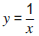 y = 1/x